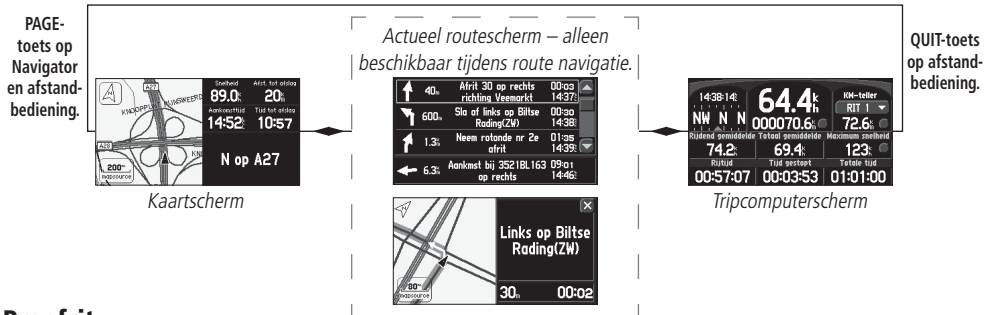 PAGE-
toets op
Navigator
en afstand-
bediening.
Actueel routescherm – alleen
beschikbaar tijdens route navigatie.
QUIT-toets
op afstand-
bediening.
A27
KNOOPPUNT RIJNSWEERD
A28
200m
mapsource
Snelheid
Afst. tot afslag
89.0
20
Aankomsttijd
Tijd tot afslag
14:52
10:57
N op A27
Kaartscherm
40m
Afrit 30 op rechts
richting Veemarkt
00:03
14:37
600m
Sla af links op Biltse
Rading(ZW)
00:30
14:38
1.3
Neem rotonde nr 2e
afrit
01:35
14:39
6.3
Aankmst bij 3521BL163
op rechts
09:01
14:46
80m
mapsource
Links op Biltse
Rading(ZW)
30m
00:02
14:38:14
NW N N
64.4
000070.6
KM-teller
RIT 1
72.6
Rijdend gemiddelde
Totaal gemiddelde
Maximum snelheid
74.2
69.4
123
Rijtijd
Tijd gestopt
Totale tijd
00:57:07
00:03:53
01:01:00
Tripcomputerscherm